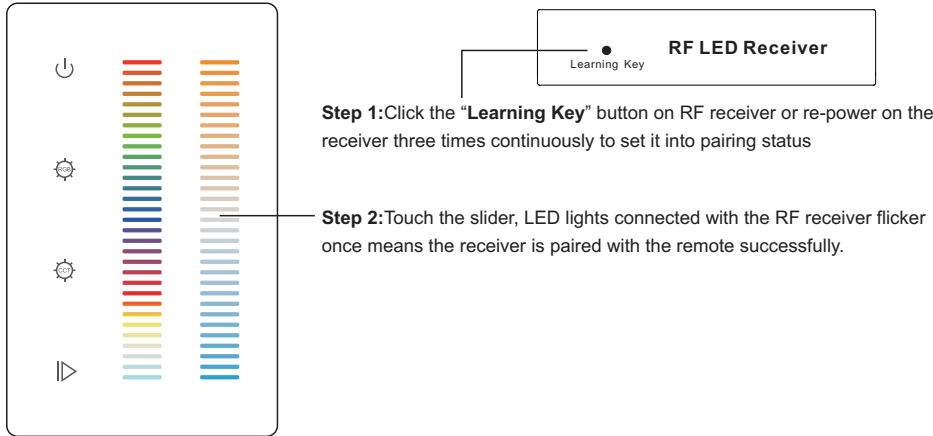 RF LED Receiver
Learning Key
Step 1:Click the “Learning Key” button on RF receiver or re-power on the
receiver three times continuously to set it into pairing status
RGB
Step 2:Touch the slider, LED lights connected with the RF receiver flicker
once means the receiver is paired with the remote successfully.
CCT